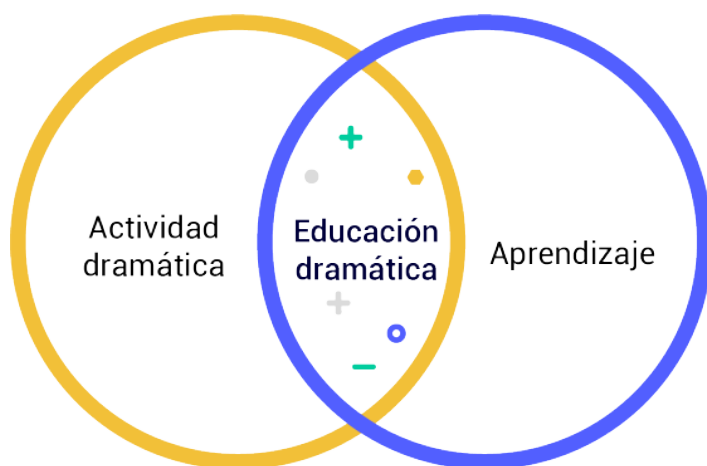 Actividad
dramática
Educación
dramática
Aprendizaje